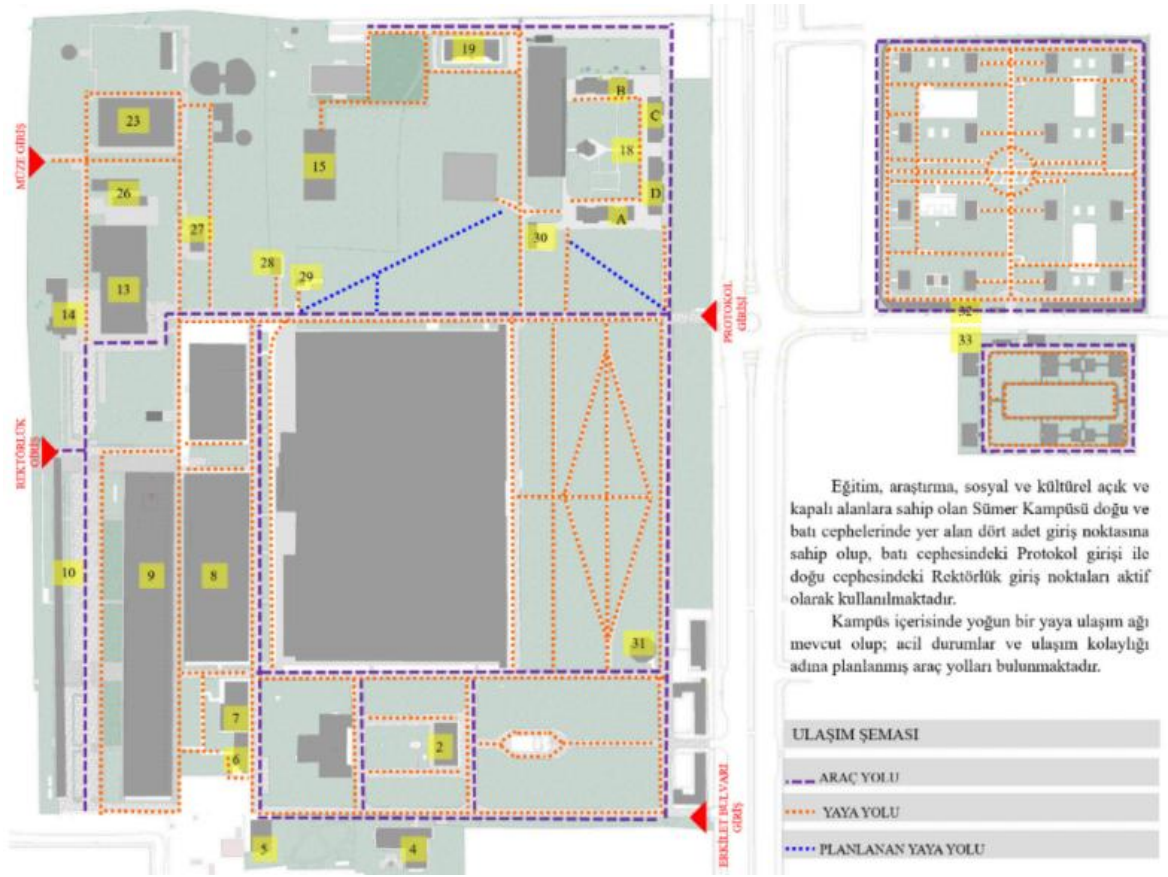 19
B
C
23
18
15
MÜZE GİRİŞ
26
D
A
27
30
28
29
13
14
PROTOKOL
GİRİŞİ
32
33
REKTÖRLÜK
GİRİŞ
10
9
8
31
7
2
6
5
4
ERKİLET BULVARI
GİRİŞ
Eğitim, araştırma, sosyal ve kültürel açık ve
kapalı alanlara sahip olan Sümer Kampüsü doğu ve
batı cephelerinde yer alan dört adet giriş noktasına
sahip olup, batı cephesindeki Protokol girişi ile
doğu cephesindeki Rektörlük giriş noktaları aktif
olarak kullanılmaktadır.
Kampüs içerisinde yoğun bir yaya ulaşım ağı
mevcut olup; acil durumlar ve ulaşım kolaylığı
adına planlanmış araç yolları bulunmaktadır.
ULAŞIM ŞEMASI
ARAÇ YOLU
YAYA YOLU
PLANLANAN YAYA YOLU